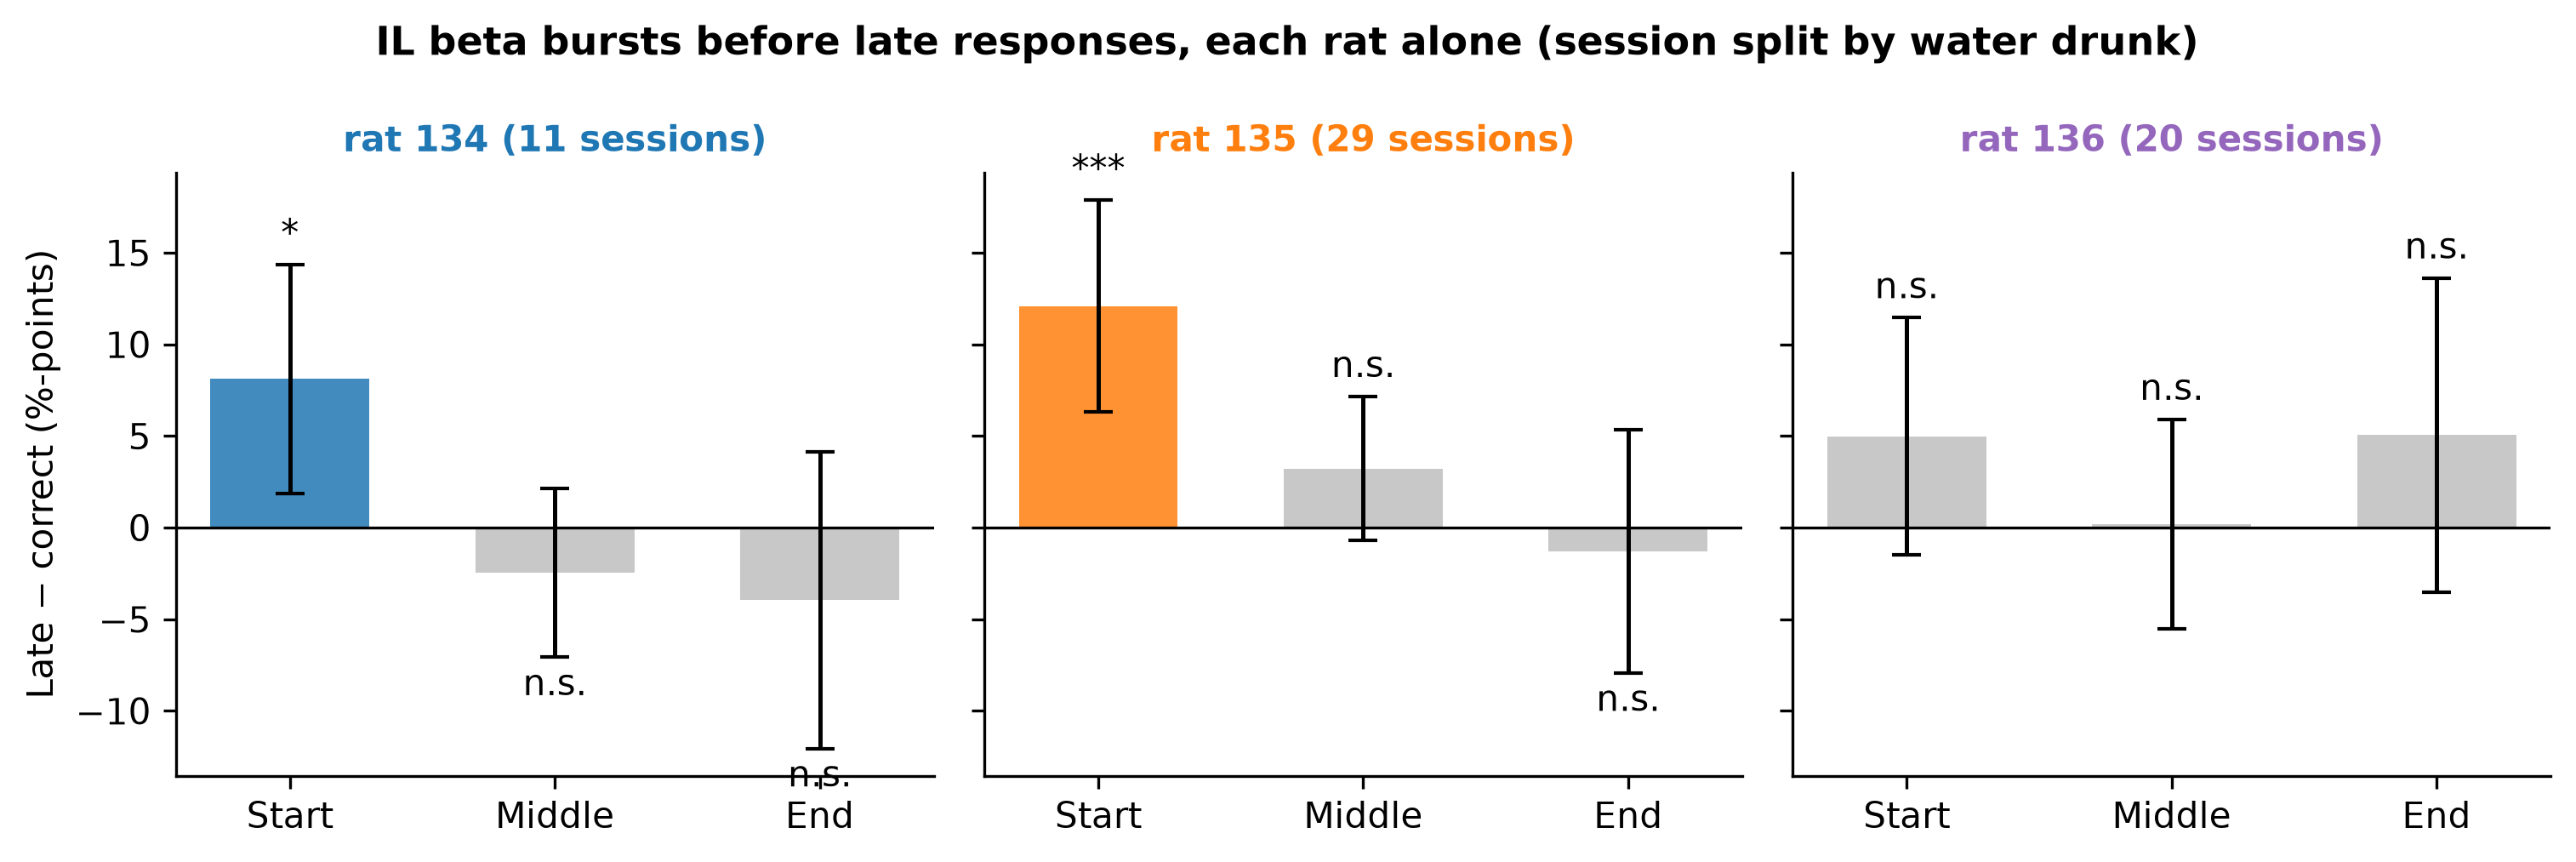 IL beta bursts before late responses, each rat alone (session split by water drunk)
rat 134 (11 sessions)
rat 135 (29 sessions)
rat 136 (20 sessions)
Late − correct (%-points)
15
10
5
0
−5
−10
*
n.s.
n.s.
Start Middle End
***
n.s.
n.s.
Start Middle End
n.s.
n.s.
n.s.
Start Middle End